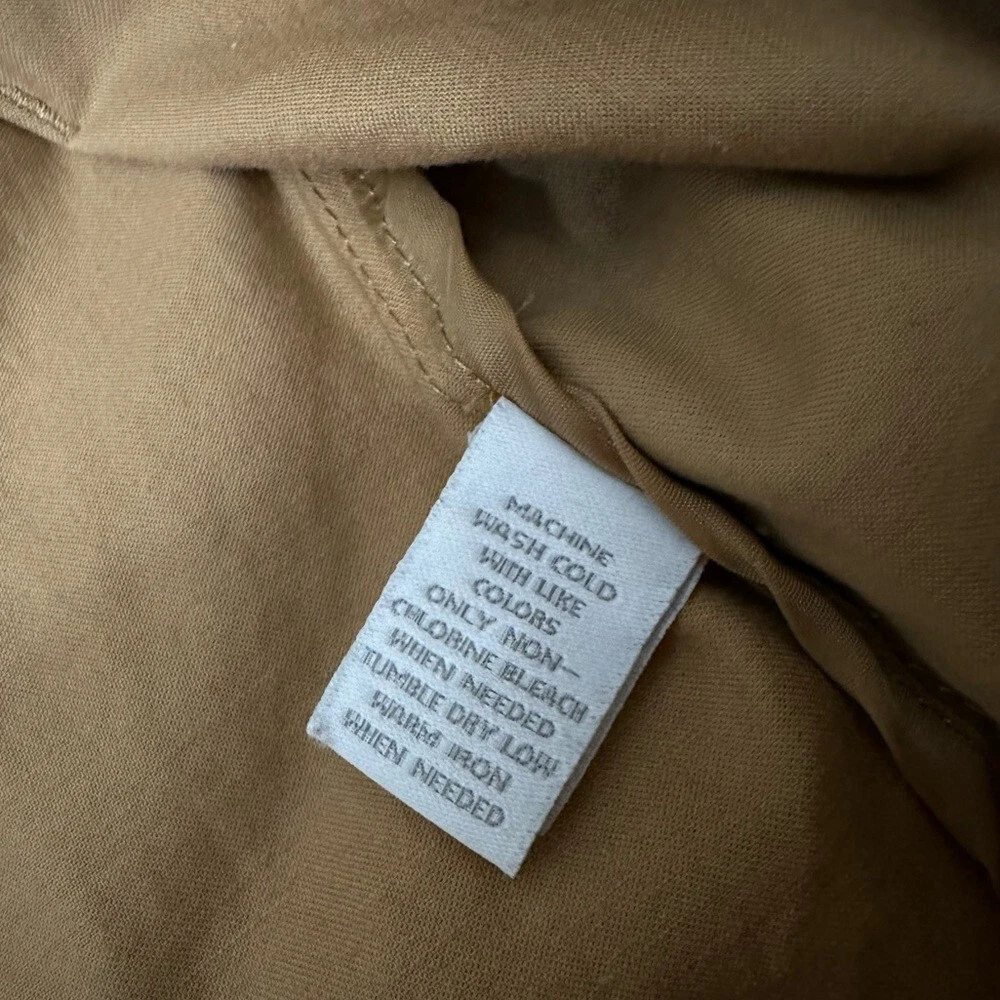 MACHINE
WASH COLD
WITH LIKE
COLORS
ONLY NON-
CHLORINE BLEACH
WHEN NEEDED
TUMBLE DRY LOW
WARM IRON
WHEN NEEDED